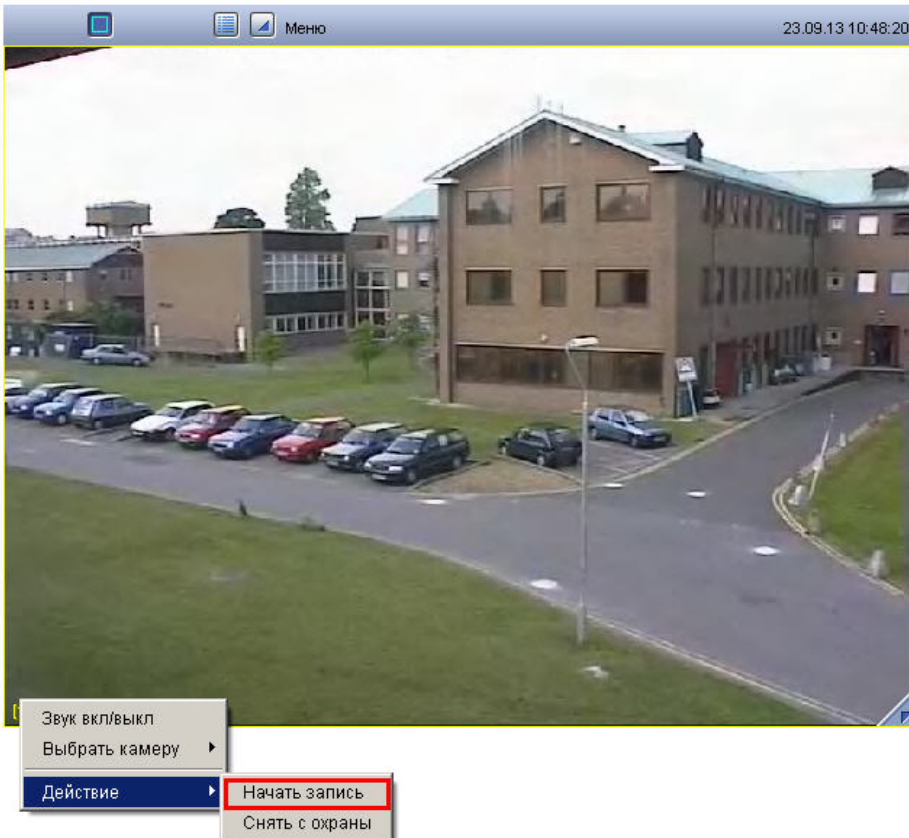 Меню
23.09.13 10:48:20
Звук вкл/выкл
Выбрать камеру
Действие
Начать запись
Снять с охраны